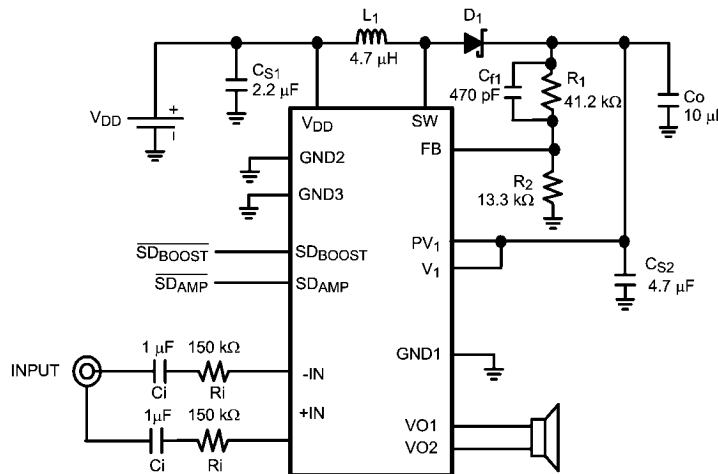 L1
4.7 µH
D1
CS1
2.2 µF
Cf1
470 pF
R1
41.2 kΩ
Co
10 µl
VDD
+
VDD
SW
FB
GND2
GND3
R2
13.3 kΩ
SDBOOST
SDBOOST
SDAMP
SDAMP
PV1
V1
CS2
4.7 µF
GND1
INPUT
1 µF
150 kΩ
Ci
Ri
-IN
+IN
1µF
150 kΩ
Ci
Ri
VO1
VO2